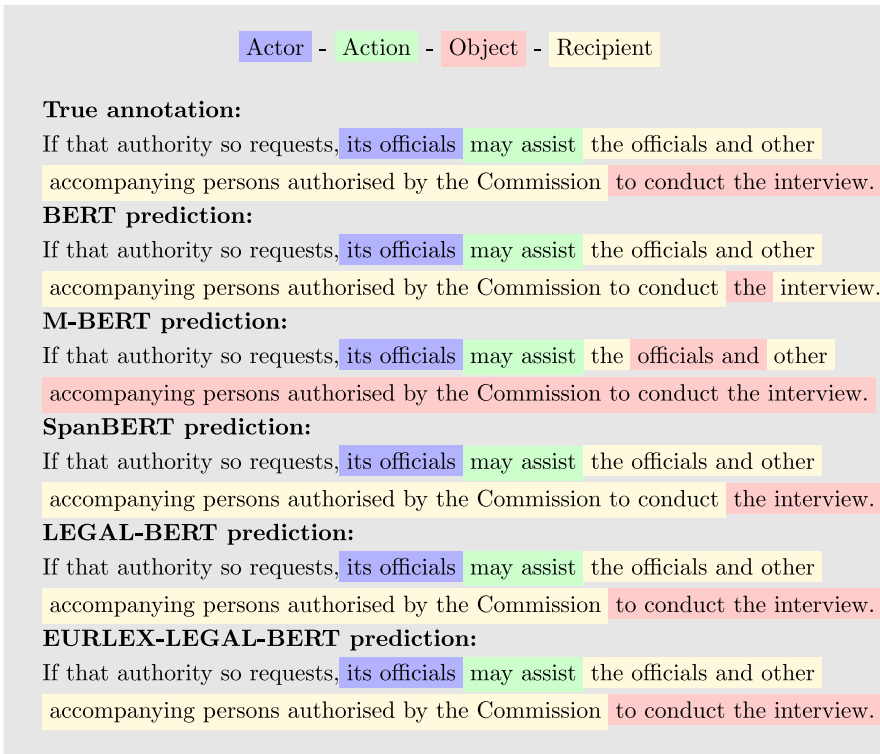 Actor - Action - Object - Recipient
True annotation:
If that authority so requests, its officials may assist the officials and other
accompanying persons authorised by the Commission to conduct the interview.
BERT prediction:
If that authority so requests, its officials may assist the officials and other
accompanying persons authorised by the Commission to conduct the interview.
M-BERT prediction:
If that authority so requests, its officials may assist the officials and other
accompanying persons authorised by the Commission to conduct the interview.
SpanBERT prediction:
If that authority so requests, its officials may assist the officials and other
accompanying persons authorised by the Commission to conduct the interview.
LEGAL-BERT prediction:
If that authority so requests, its officials may assist the officials and other
accompanying persons authorised by the Commission to conduct the interview.
EURLEX-LEGAL-BERT prediction:
If that authority so requests, its officials may assist the officials and other
accompanying persons authorised by the Commission to conduct the interview.